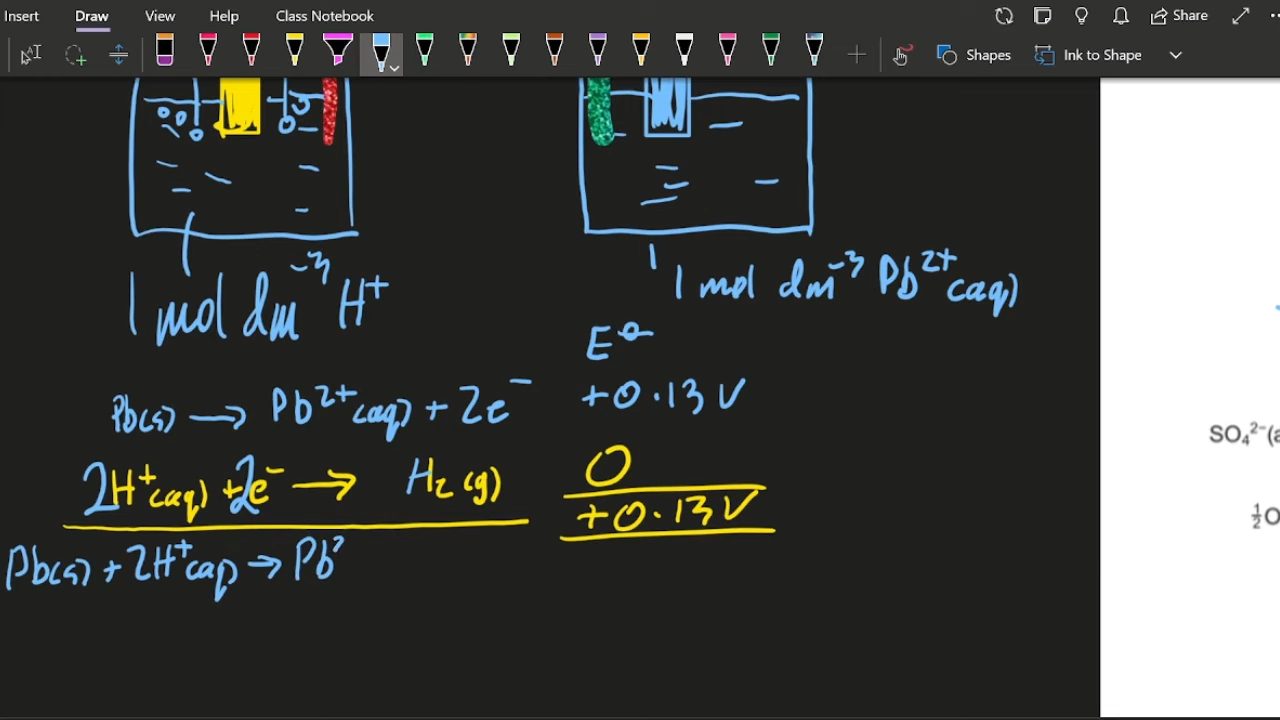 Insert Draw View Help Class Notebook Share
Shapes Ink to Shape
1 mol dm⁻³ H⁺
1 mol dm⁻³ Pb²⁺(aq)
E⦵
Pb(s) → Pb²⁺(aq) + 2e⁻ +0.13 V
2H⁺(aq) + 2e⁻ → H₂(g) 0
+0.13 V
Pb(s) + 2H⁺(aq) → Pb²
SO₄²⁻(a
½O